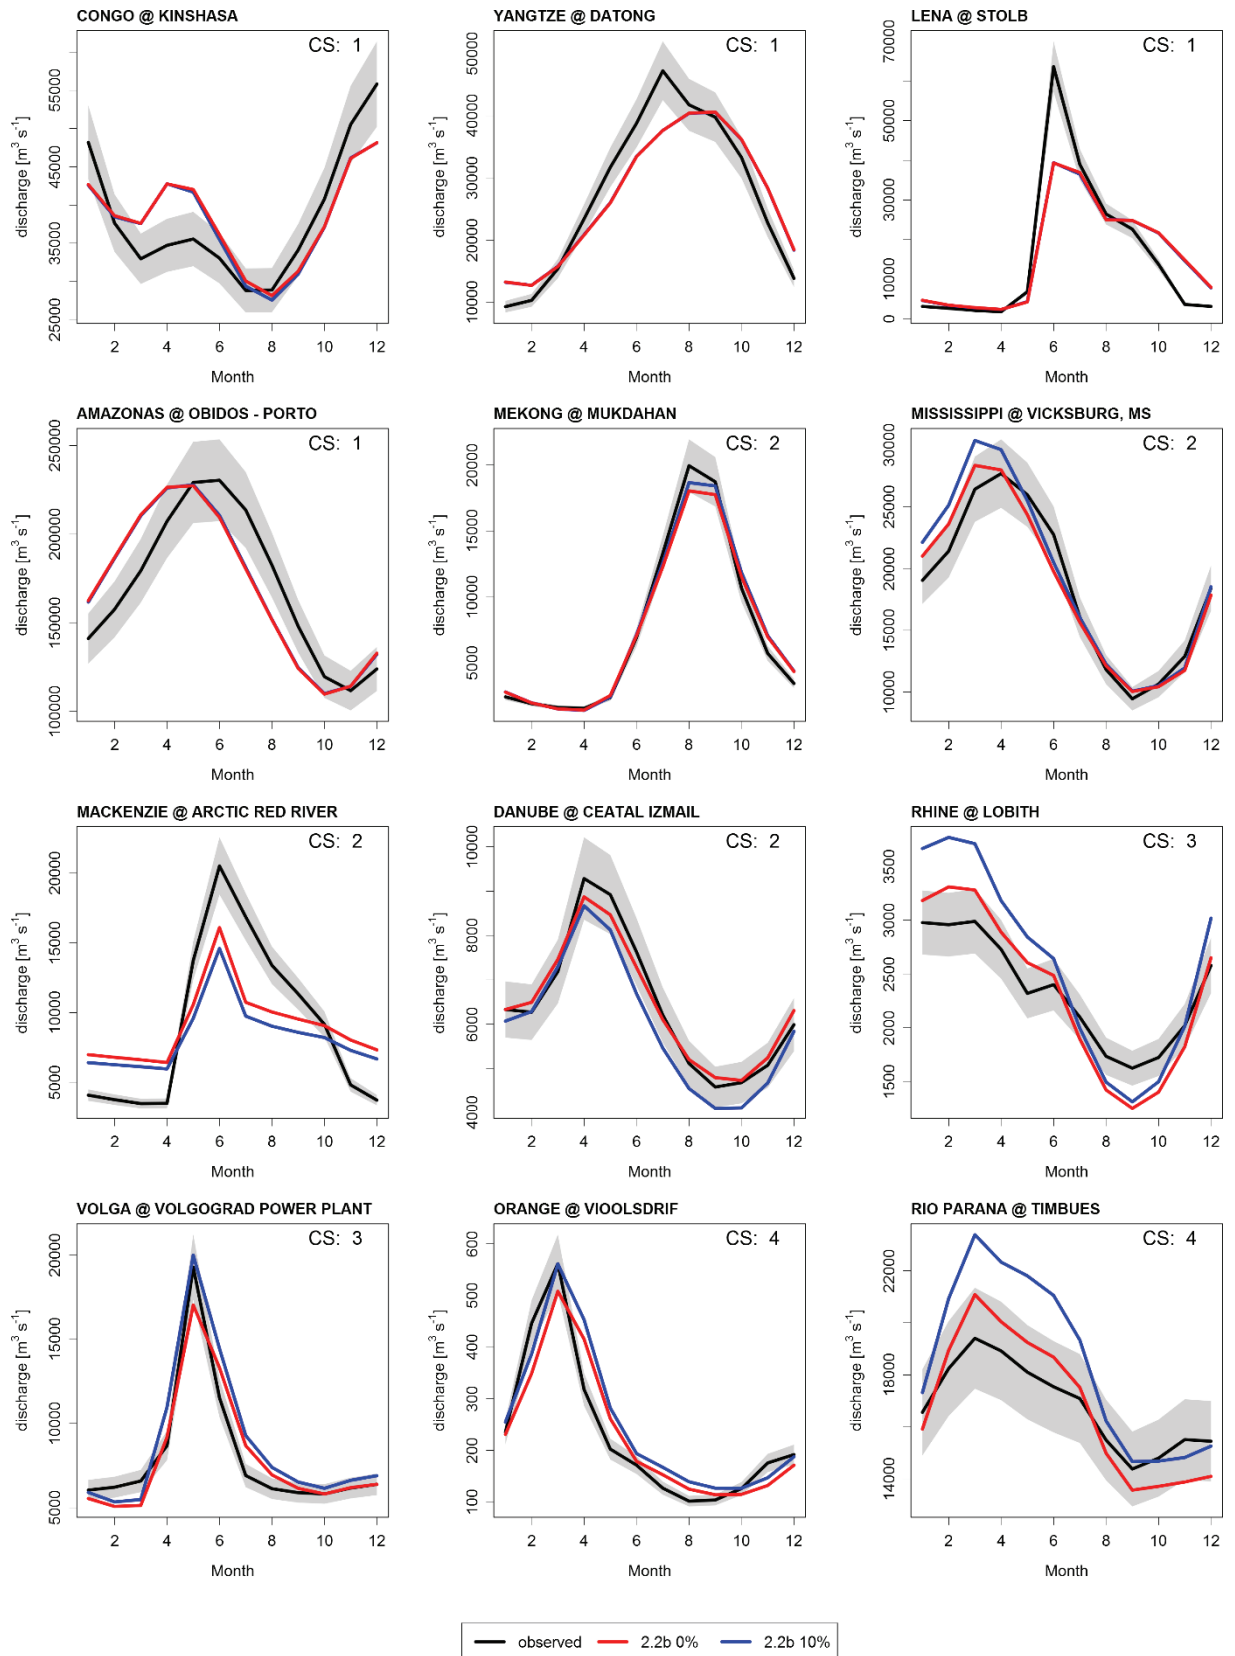 CONGO @ KINSHASA
CS: 1
discharge [m³ s⁻¹]
25000 35000 45000 55000
2 4 6 8 10 12
Month
YANGTZE @ DATONG
CS: 1
discharge [m³ s⁻¹]
10000 20000 30000 40000 50000
2 4 6 8 10 12
Month
LENA @ STOLB
CS: 1
discharge [m³ s⁻¹]
0 10000 30000 50000 70000
2 4 6 8 10 12
Month
AMAZONAS @ OBIDOS - PORTO
CS: 1
discharge [m³ s⁻¹]
100000 150000 200000 250000
2 4 6 8 10 12
Month
MEKONG @ MUKDAHAN
CS: 2
discharge [m³ s⁻¹]
5000 10000 15000 20000
2 4 6 8 10 12
Month
MISSISSIPPI @ VICKSBURG, MS
CS: 2
discharge [m³ s⁻¹]
10000 15000 20000 25000 30000
2 4 6 8 10 12
Month
MACKENZIE @ ARCTIC RED RIVER
CS: 2
discharge [m³ s⁻¹]
5000 10000 15000 20000
2 4 6 8 10 12
Month
DANUBE @ CEATAL IZMAIL
CS: 2
discharge [m³ s⁻¹]
4000 6000 8000 10000
2 4 6 8 10 12
Month
RHINE @ LOBITH
CS: 3
discharge [m³ s⁻¹]
1500 2000 2500 3000 3500
2 4 6 8 10 12
Month
VOLGA @ VOLGOGRAD POWER PLANT
CS: 3
discharge [m³ s⁻¹]
5000 10000 15000 20000
2 4 6 8 10 12
Month
ORANGE @ VIOOLSDRIF
CS: 4
discharge [m³ s⁻¹]
100 200 300 400 500 600
2 4 6 8 10 12
Month
RIO PARANA @ TIMBUES
CS: 4
discharge [m³ s⁻¹]
14000 18000 22000
2 4 6 8 10 12
Month
observed 2.2b 0% 2.2b 10%